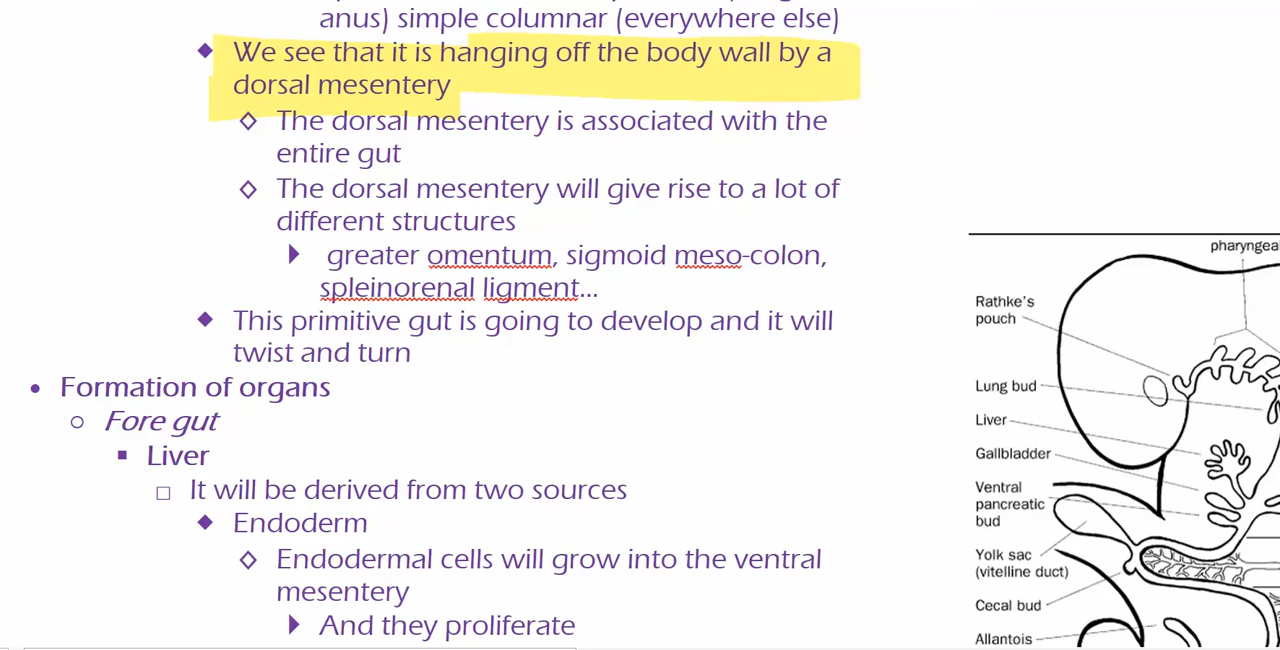 anus) simple columnar (everywhere else)
We see that it is hanging off the body wall by a
dorsal mesentery
The dorsal mesentery is associated with the
entire gut
The dorsal mesentery will give rise to a lot of
different structures
greater omentum, sigmoid meso-colon,
spleinorenal ligment...
This primitive gut is going to develop and it will
twist and turn
Formation of organs
Fore gut
Liver
It will be derived from two sources
Endoderm
Endodermal cells will grow into the ventral
mesentery
And they proliferate
Rathke's
pouch
Lung bud
Liver
Gallbladder
Ventral
pancreatic
bud
Yolk sac
(vitelline duct)
Cecal bud
Allantois